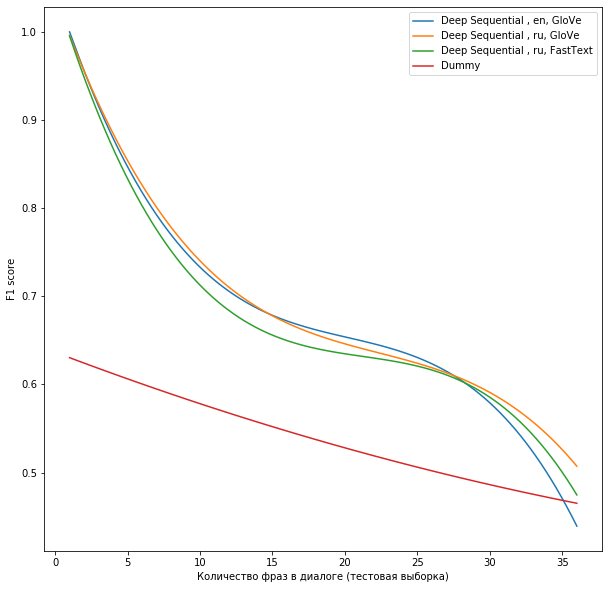 Deep Sequential , en, GloVe
Deep Sequential , ru, GloVe
Deep Sequential , ru, FastText
Dummy
1.0
0.9
0.8
0.7
0.6
0.5
F1 score
0 5 10 15 20 25 30 35
Количество фраз в диалоге (тестовая выборка)